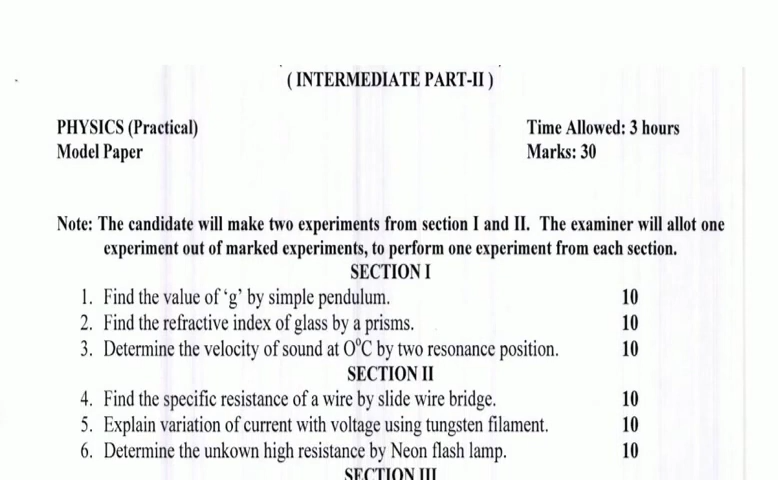 ( INTERMEDIATE PART-II )
PHYSICS (Practical) Time Allowed: 3 hours
Model Paper Marks: 30
Note: The candidate will make two experiments from section I and II. The examiner will allot one
experiment out of marked experiments, to perform one experiment from each section.
SECTION I
1. Find the value of ‘g’ by simple pendulum. 10
2. Find the refractive index of glass by a prisms. 10
3. Determine the velocity of sound at O⁰C by two resonance position. 10
SECTION II
4. Find the specific resistance of a wire by slide wire bridge. 10
5. Explain variation of current with voltage using tungsten filament. 10
6. Determine the unkown high resistance by Neon flash lamp. 10
SECTION III